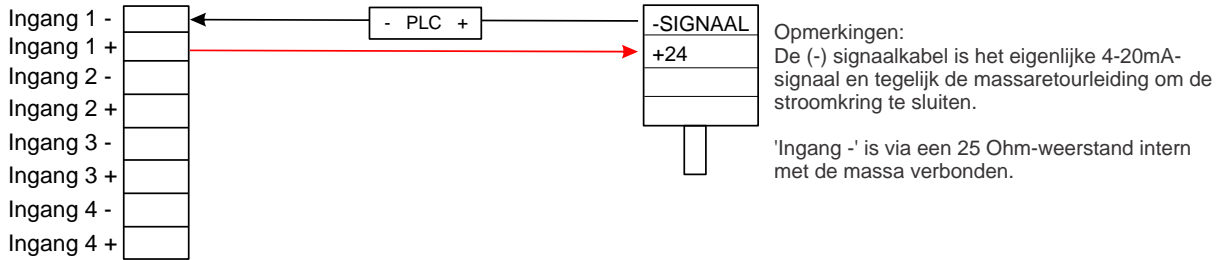 Ingang 1 -
Ingang 1 +
Ingang 2 -
Ingang 2 +
Ingang 3 -
Ingang 3 +
Ingang 4 -
Ingang 4 +
- PLC +
-SIGNAAL
+24
Opmerkingen:
De (-) signaalkabel is het eigenlijke 4-20mA-
signaal en tegelijk de massaretourleiding om de
stroomkring te sluiten.
'Ingang -' is via een 25 Ohm-weerstand intern
met de massa verbonden.